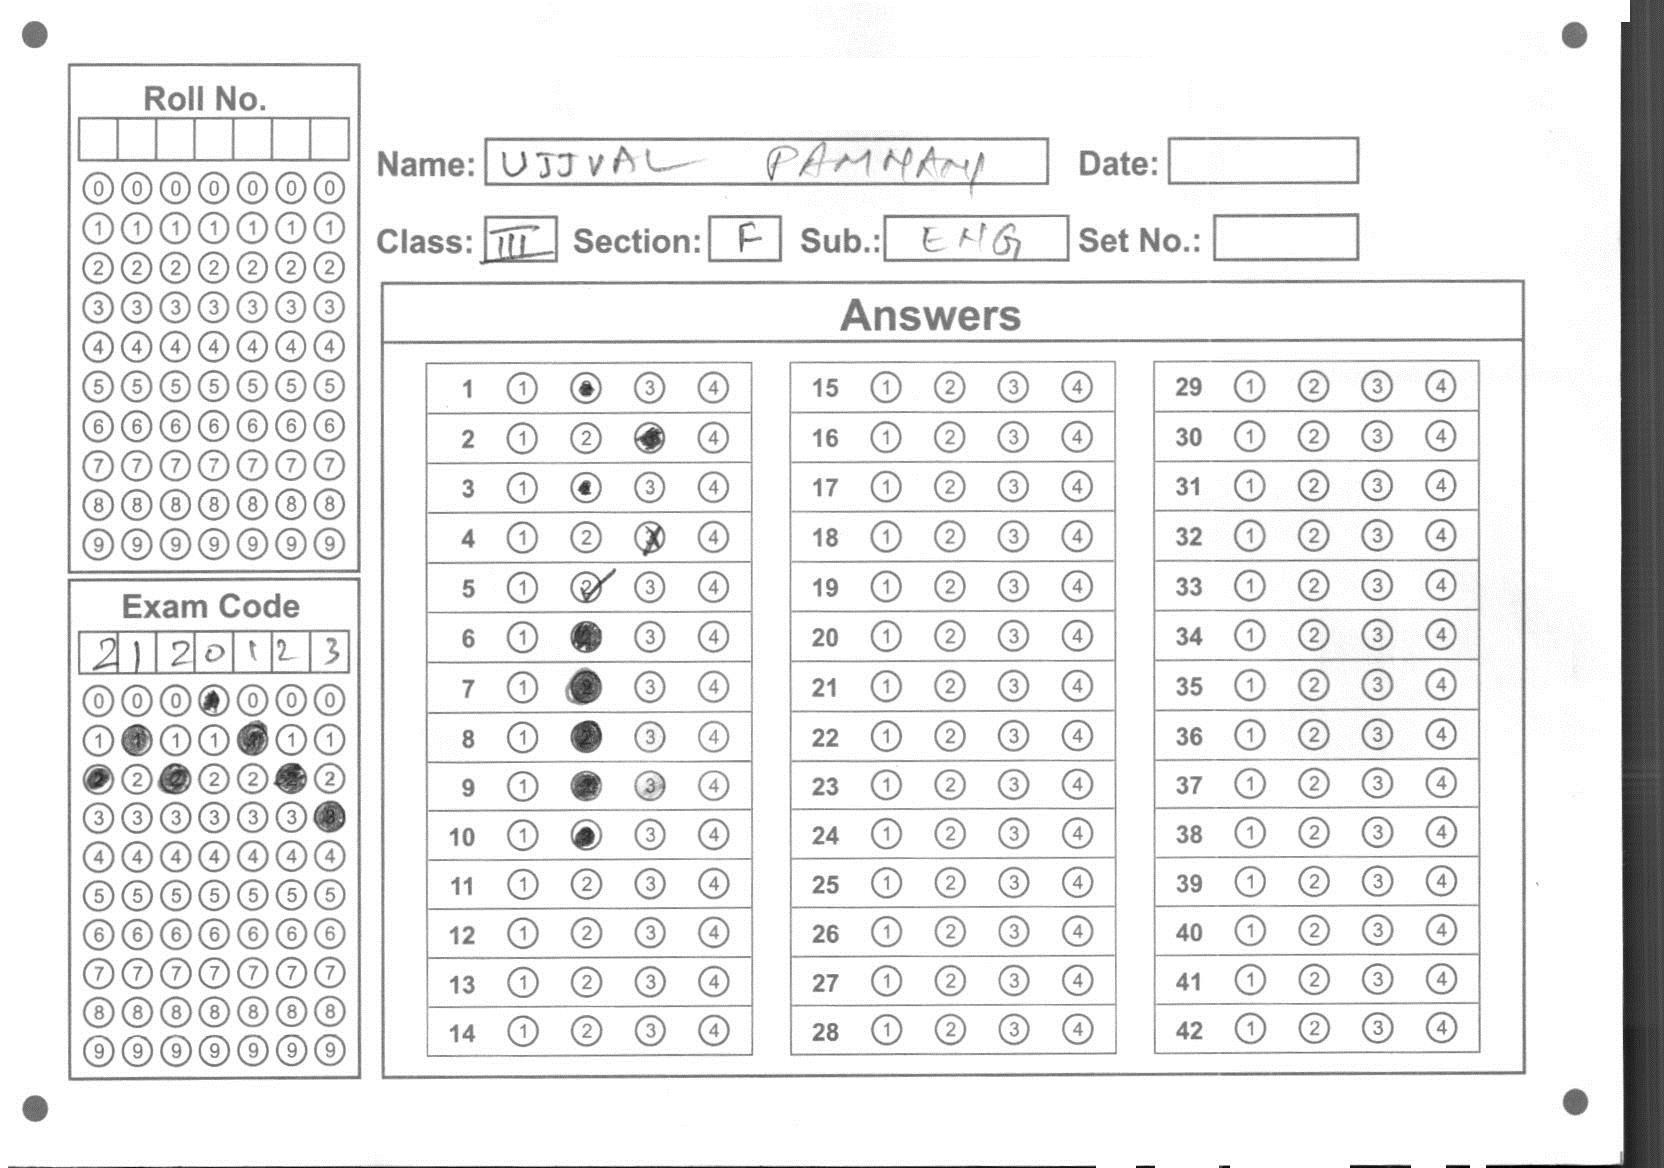 Roll No.
0 0 0 0 0 0 0
1 1 1 1 1 1 1
2 2 2 2 2 2 2
3 3 3 3 3 3 3
4 4 4 4 4 4 4
5 5 5 5 5 5 5
6 6 6 6 6 6 6
7 7 7 7 7 7 7
8 8 8 8 8 8 8
9 9 9 9 9 9 9
Exam Code
2 1 2 0 1 2 3
0 0 0 0 0 0
1 1 1 1 1 1
2 2 2 2 2
3 3 3 3 3 3 3
4 4 4 4 4 4 4
5 5 5 5 5 5 5
6 6 6 6 6 6 6
7 7 7 7 7 7 7
8 8 8 8 8 8 8
9 9 9 9 9 9 9
Name: UJJVAL Date:
Class: III Section: F Sub.: ENG Set No.:
Answers
1 1 3 4
2 1 2 4
3 1 3 4
4 1 2 3 4
5 1 2 3 4
6 1 3 4
7 1 2 3 4
8 1 2 3 4
9 1 3 4
10 1 3 4
11 1 2 3 4
12 1 2 3 4
13 1 2 3 4
14 1 2 3 4
15 1 2 3 4
16 1 2 3 4
17 1 2 3 4
18 1 2 3 4
19 1 2 3 4
20 1 2 3 4
21 1 2 3 4
22 1 2 3 4
23 1 2 3 4
24 1 2 3 4
25 1 2 3 4
26 1 2 3 4
27 1 2 3 4
28 1 2 3 4
29 1 2 3 4
30 1 2 3 4
31 1 2 3 4
32 1 2 3 4
33 1 2 3 4
34 1 2 3 4
35 1 2 3 4
36 1 2 3 4
37 1 2 3 4
38 1 2 3 4
39 1 2 3 4
40 1 2 3 4
41 1 2 3 4
42 1 2 3 4